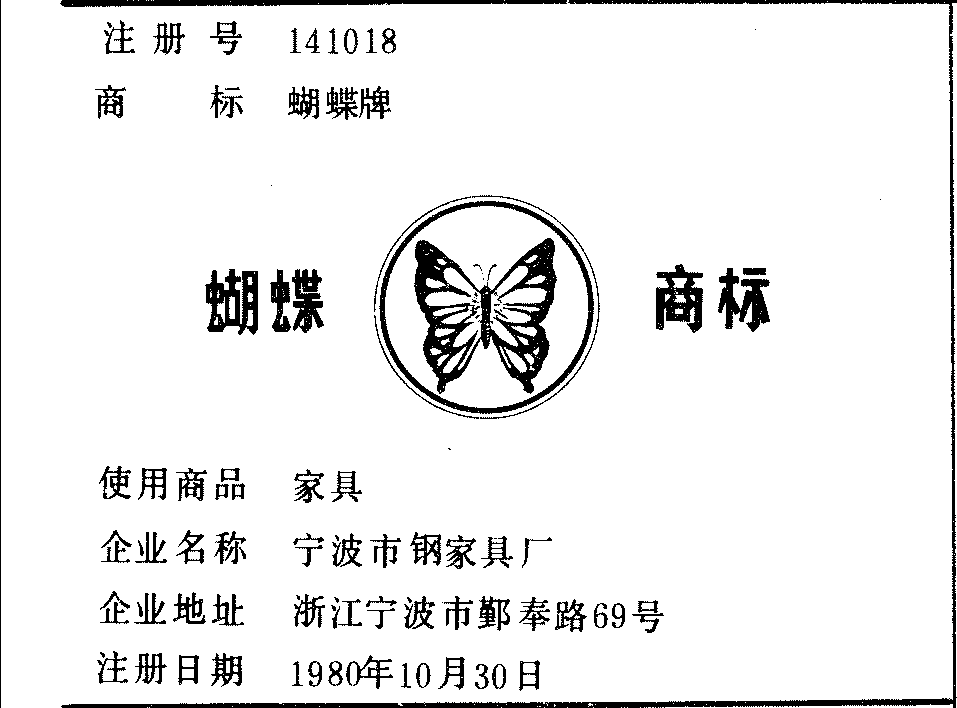 注册号 141018
商标 蝴蝶牌
蝴蝶 商标
使用商品 家具
企业名称 宁波市钢家具厂
企业地址 浙江宁波市鄞奉路69号
注册日期 1980年10月30日